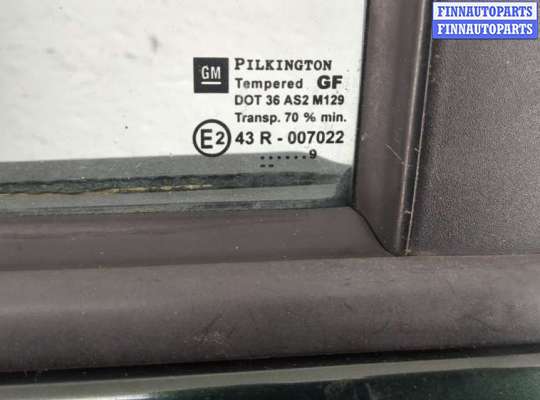 FINNAUTOPARTS
FINNAUTOPARTS
GM PILKINGTON
Tempered GF
DOT 36 AS2 M129
Transp. 70 % min.
E2 43 R - 007022
.......9
--